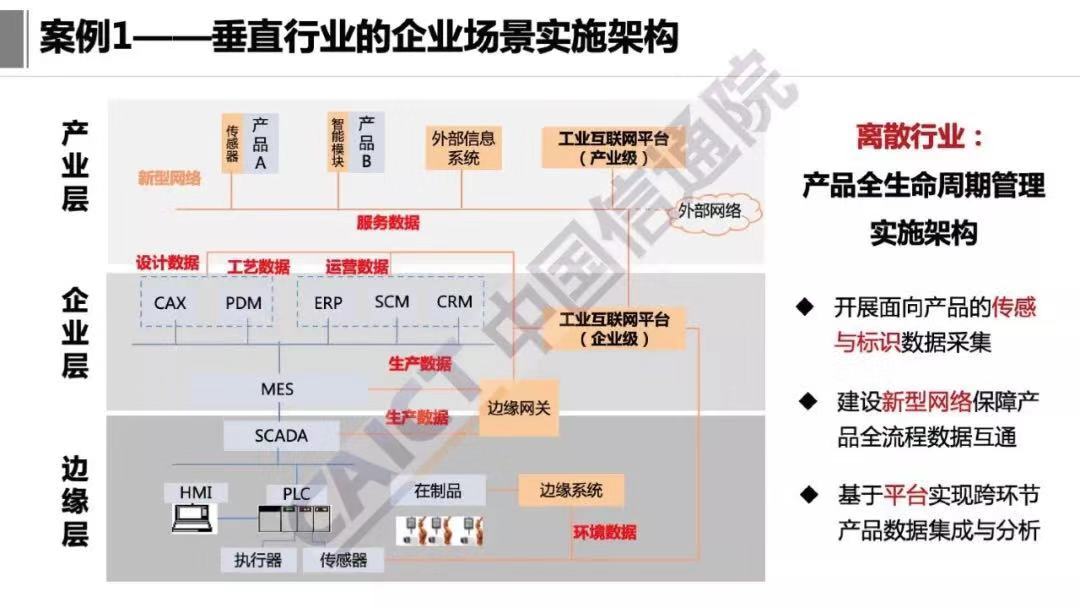 案例1——垂直行业的企业场景实施架构
产业层
传感器
产品A
智能模块
产品B
外部信息
系统
工业互联网平台
（产业级）
新型网络
外部网络
服务数据
设计数据
工艺数据
运营数据
企业层
CAX
PDM
ERP
SCM
CRM
工业互联网平台
（企业级）
生产数据
MES
边缘网关
生产数据
边缘层
SCADA
HMI
PLC
在制品
边缘系统
环境数据
执行器
传感器
离散行业：
产品全生命周期管理
实施架构
◆ 开展面向产品的传感
与标识数据采集
◆ 建设新型网络保障产
品全流程数据互通
◆ 基于平台实现跨环节
产品数据集成与分析
CAICT 中国信通院